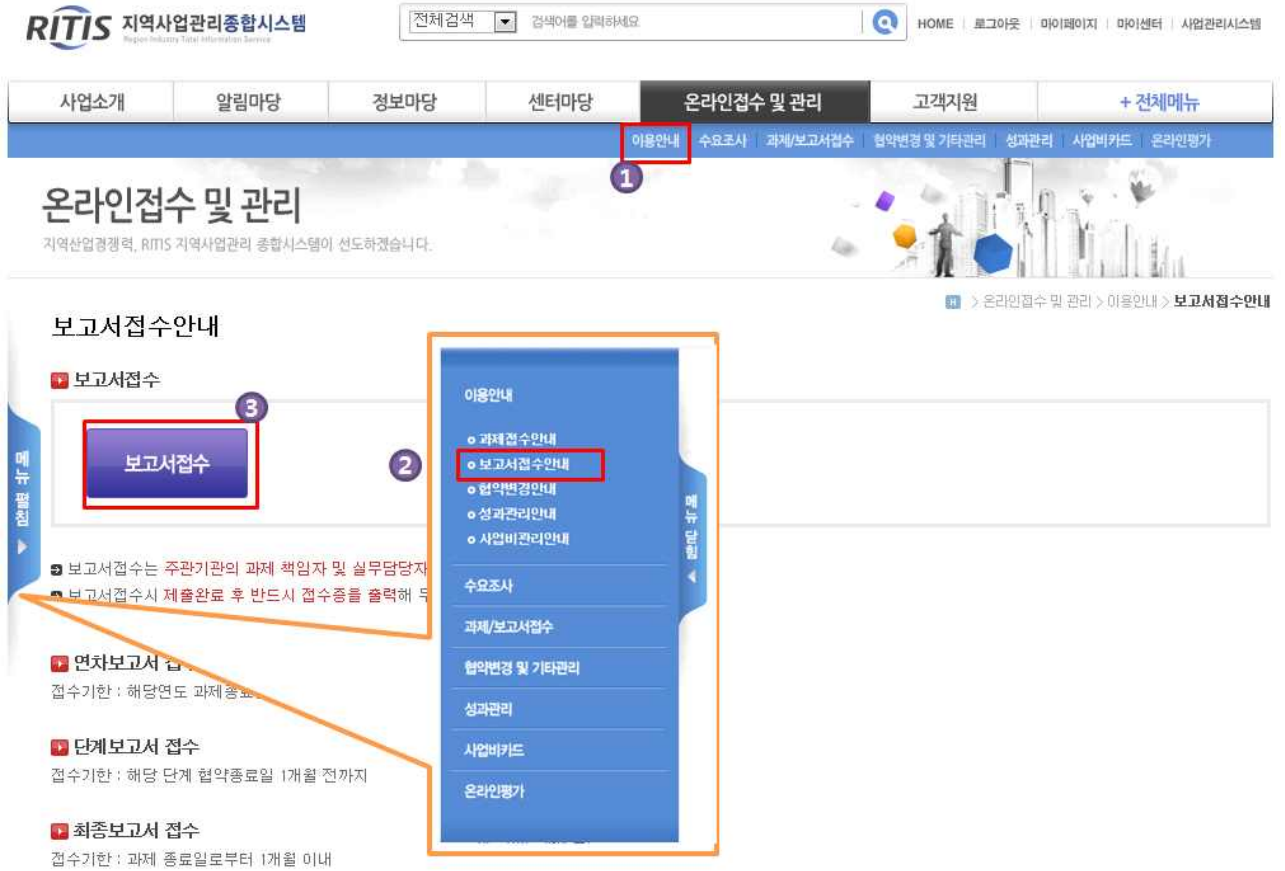 RITIS 지역사업관리종합시스템
Region Industry Total Information Service
전체검색 검색어를 입력하세요
HOME 로그아웃 마이페이지 마이센터 사업관리시스템
사업소개 알림마당 정보마당 센터마당 온라인접수 및 관리 고객지원 + 전체메뉴
이용안내 수요조사 과제/보고서접수 협약변경 및 기타관리 성과관리 사업비카드 온라인평가
1
온라인접수 및 관리
지역산업경쟁력, RITIS 지역사업관리 종합시스템이 선도하겠습니다.
H > 온라인접수 및 관리 > 이용안내 > 보고서접수안내
보고서접수안내
보고서접수
3
보고서접수
2
메뉴 펼침
이용안내
과제접수안내
보고서접수안내
협약변경안내
성과관리안내
사업비관리안내
수요조사
과제/보고서접수
협약변경 및 기타관리
성과관리
사업비카드
온라인평가
메뉴 닫힘
보고서접수는 주관기관의 과제 책임자 및 실무담당자
보고서접수시 제출완료 후 반드시 접수증을 출력해
연차보고서 접수
접수기한 : 해당연도 과제종료
단계보고서 접수
접수기한 : 해당 단계 협약종료일 1개월 전까지
최종보고서 접수
접수기한 : 과제 종료일로부터 1개월 이내